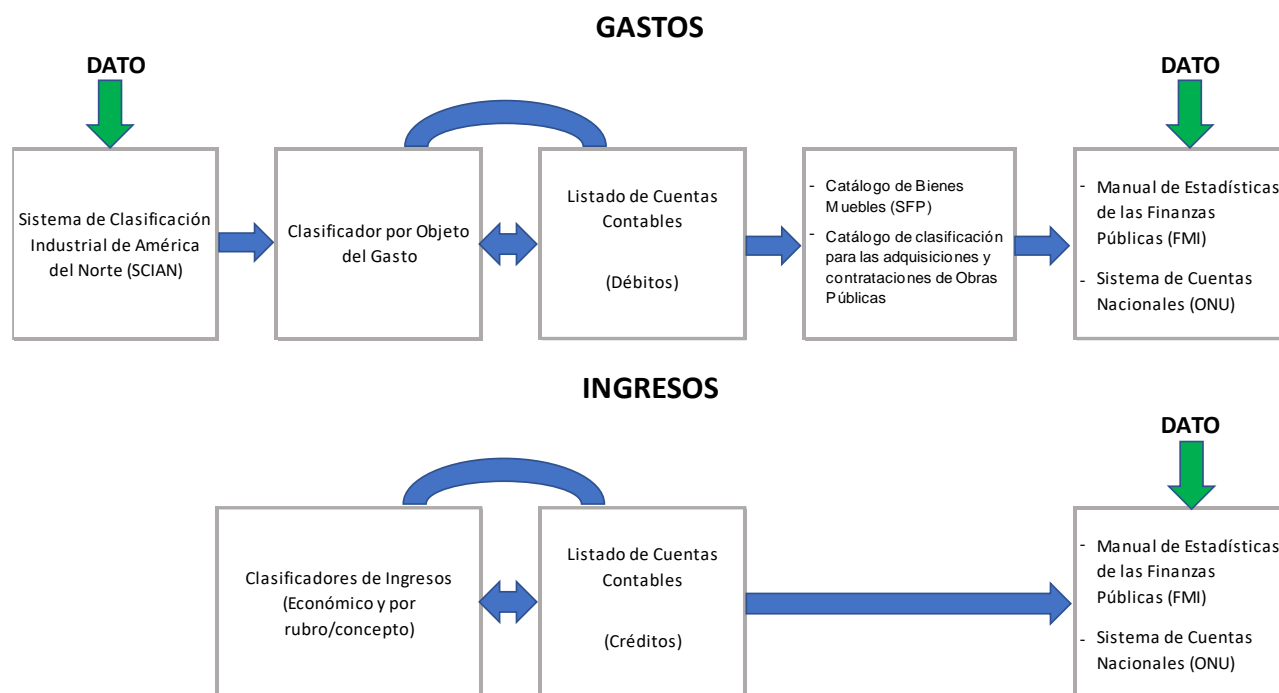 GASTOS
DATO
DATO
Sistema de Clasificación
Industrial de América
del Norte (SCIAN)
Clasificador por Objeto
del Gasto
Listado de Cuentas
Contables
(Débitos)
- Catálogo de Bienes
Muebles (SFP)
- Catálogo de clasificación
para las adquisiciones y
contrataciones de Obras
Públicas
- Manual de Estadísticas
de las Finanzas
Públicas (FMI)
- Sistema de Cuentas
Nacionales (ONU)
INGRESOS
DATO
Clasificadores de Ingresos
(Económico y por
rubro/concepto)
Listado de Cuentas
Contables
(Créditos)
- Manual de Estadísticas
de las Finanzas
Públicas (FMI)
- Sistema de Cuentas
Nacionales (ONU)